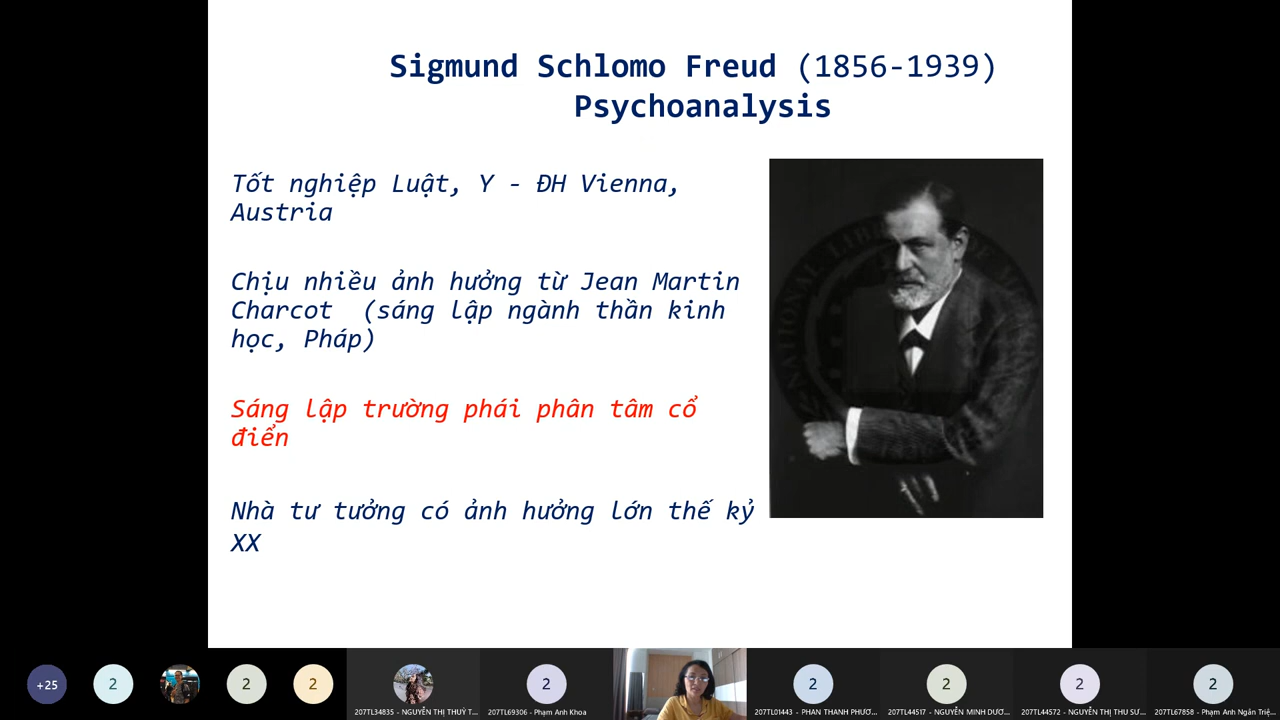 Sigmund Schlomo Freud (1856-1939)
Psychoanalysis
Tốt nghiệp Luật, Y - ĐH Vienna,
Austria
Chịu nhiều ảnh hưởng từ Jean Martin
Charcot (sáng lập ngành thần kinh
học, Pháp)
Sáng lập trường phái phân tâm cổ
điển
Nhà tư tưởng có ảnh hưởng lớn thế kỷ
XX
+25
2
2
2
207TL34835 - NGUYỄN THỊ THUỶ T...
2
207TL69306 - Phạm Anh Khoa
2
207TL01443 - PHAN THANH PHƯƠ...
2
207TL44517 - NGUYỄN MINH DƯƠ...
2
207TL44572 - NGUYỄN THỊ THU SƯ...
2
207TL67858 - Phạm Anh Ngân Triệ...